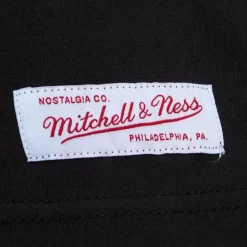 NOSTALGIA CO.
Mitchell & Ness
PHILADELPHIA, PA.